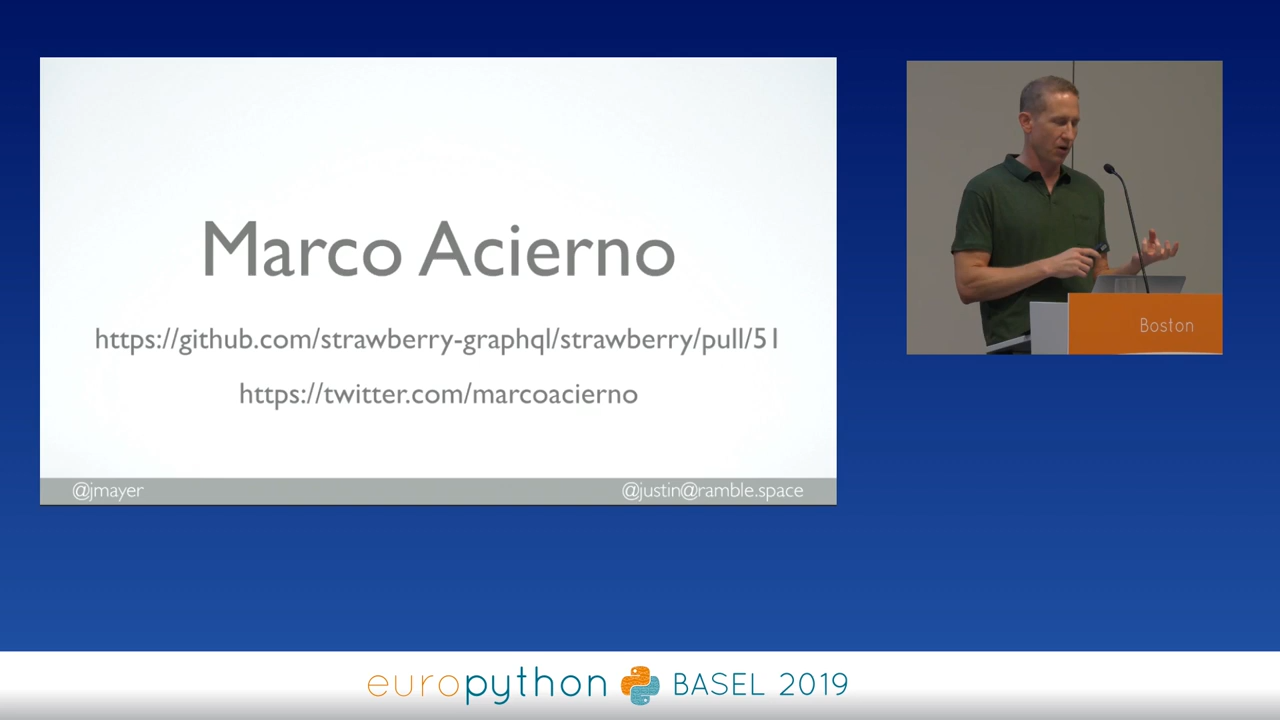 Marco Acierno
https://github.com/strawberry-graphql/strawberry/pull/51
https://twitter.com/marcoacierno
@jmayer
@justin@ramble.space
Boston
europython BASEL 2019